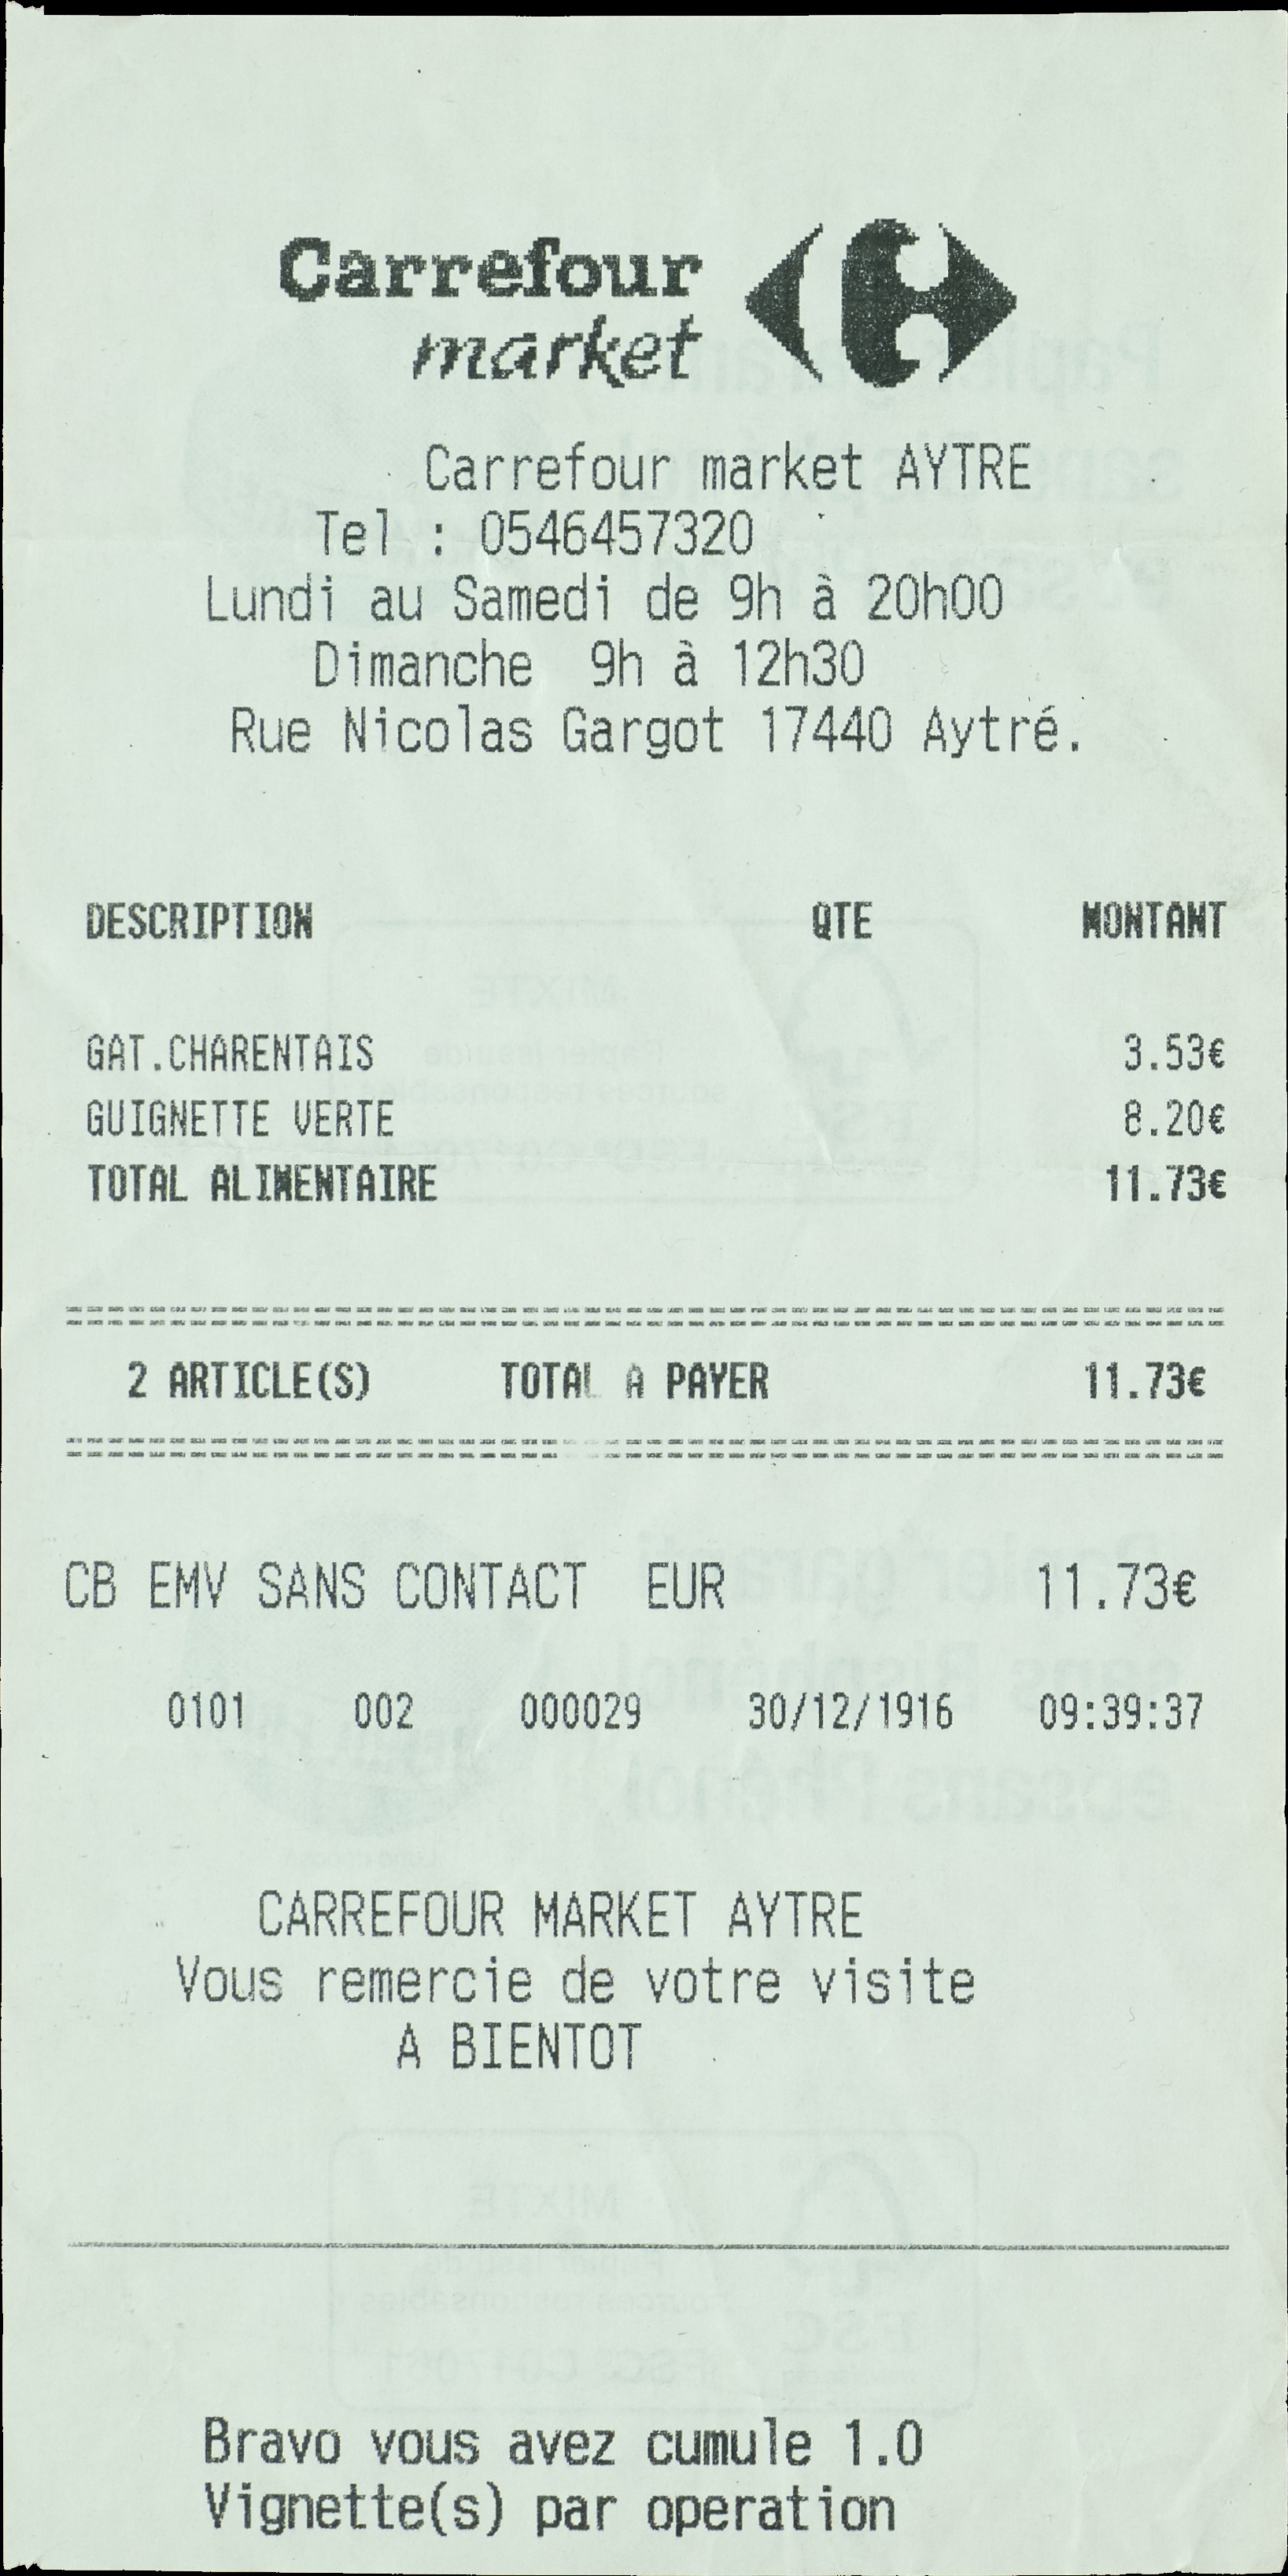 Carrefour
market
Carrefour market AYTRE
Tel : 0546457320
Lundi au Samedi de 9h à 20h00
Dimanche 9h à 12h30
Rue Nicolas Gargot 17440 Aytré.
DESCRIPTION QTE MONTANT
GAT.CHARENTAIS 3.53€
GUIGNETTE VERTE 8.20€
TOTAL ALIMENTAIRE 11.73€
2 ARTICLE(S) TOTAL A PAYER 11.73€
CB EMV SANS CONTACT EUR 11.73€
0101 002 000029 30/12/1916 09:39:37
CARREFOUR MARKET AYTRE
Vous remercie de votre visite
A BIENTOT
Bravo vous avez cumule 1.0
Vignette(s) par operation